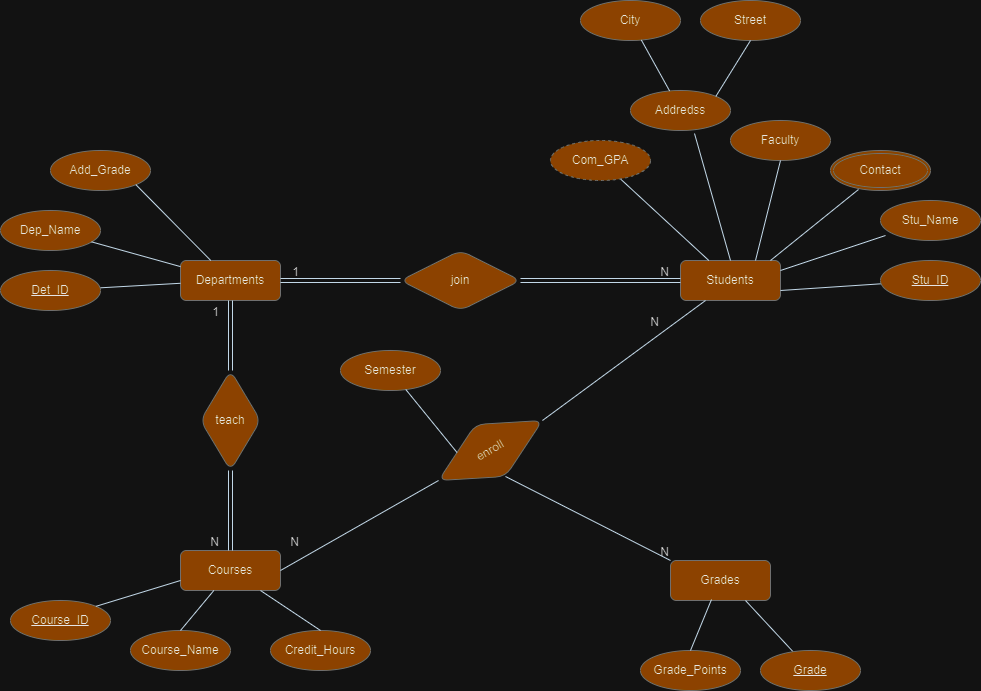 City
Street
Addredss
Faculty
Com_GPA
Contact
Add_Grade
Stu_Name
Dep_Name
Departments
1
join
N
Students
Stu_ID
Det_ID
1
N
Semester
teach
enroll
N
N
N
Courses
Grades
Course_ID
Course_Name
Credit_Hours
Grade_Points
Grade